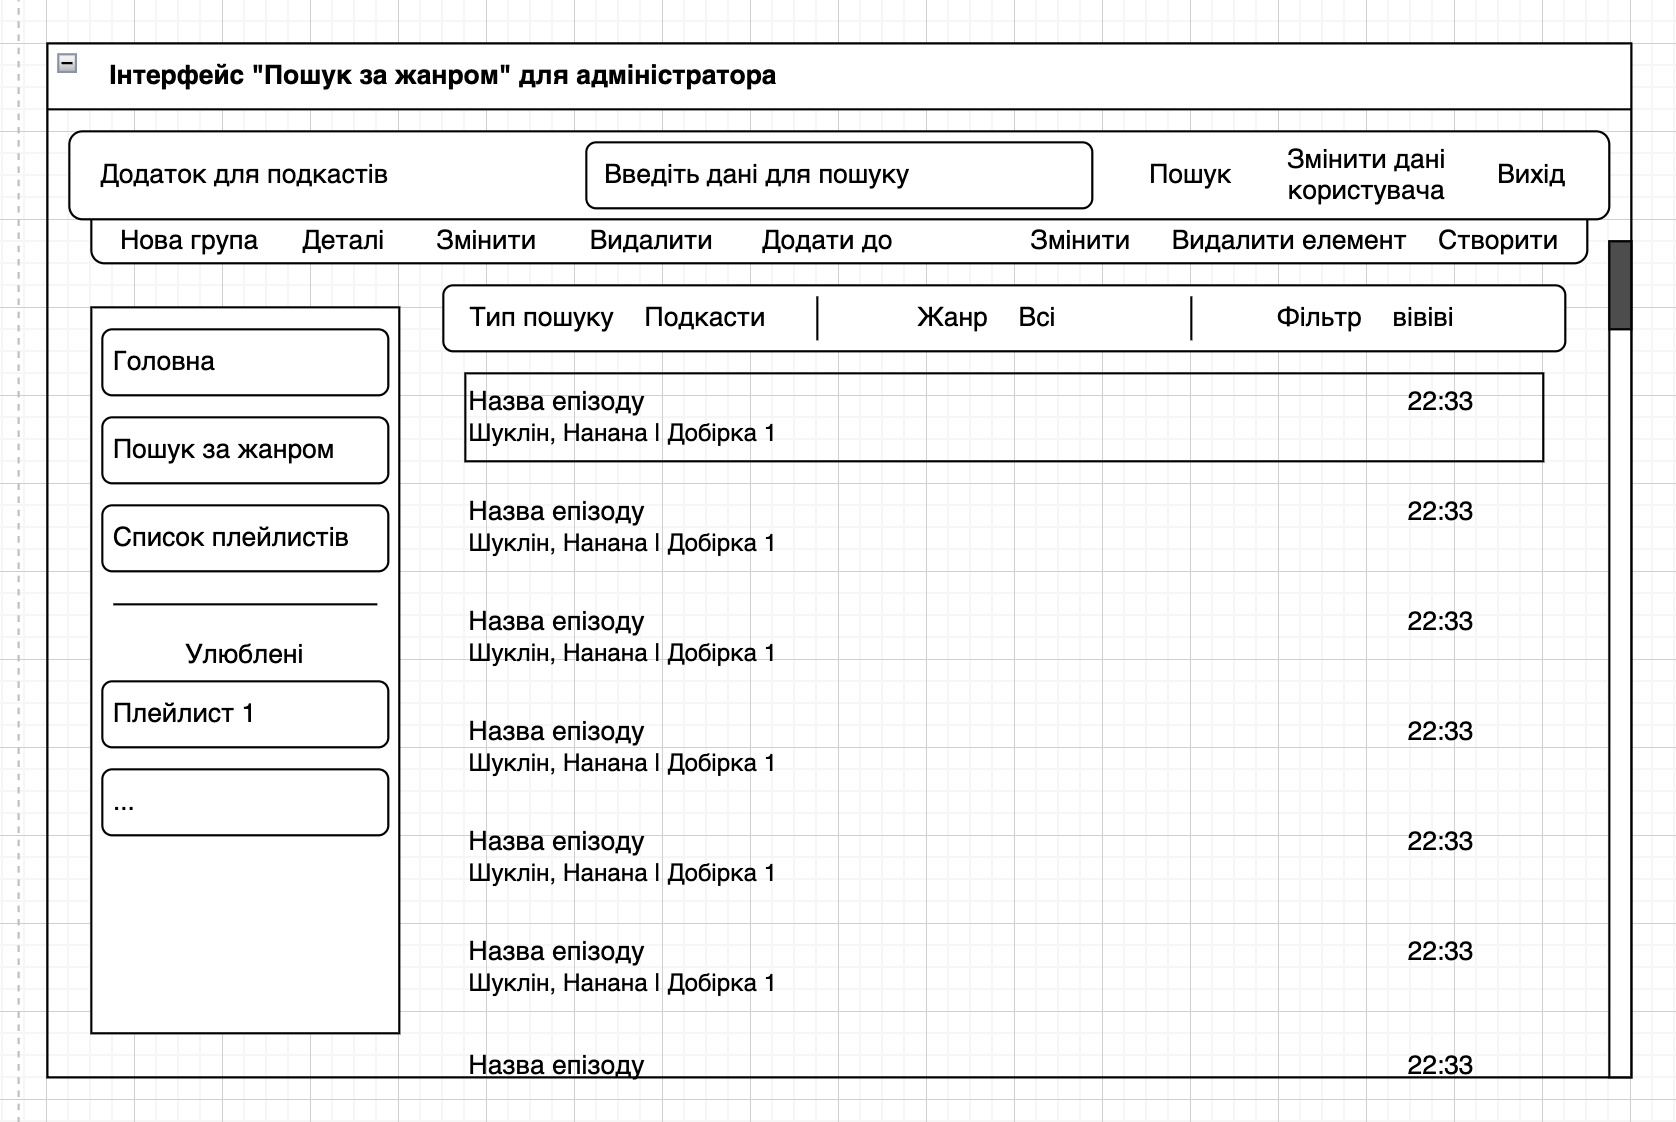 Інтерфейс "Пошук за жанром" для адміністратора
Додаток для подкастів
Введіть дані для пошуку
Пошук
Змінити дані
користувача
Вихід
Нова група
Деталі
Змінити
Видалити
Додати до
Змінити
Видалити елемент
Створити
Тип пошуку Подкасти
Жанр Всі
Фільтр вівіві
Головна
Пошук за жанром
Список плейлистів
Улюблені
Плейлист 1
...
Назва епізоду 22:33
Шуклін, Нанана | Добірка 1
Назва епізоду 22:33
Шуклін, Нанана | Добірка 1
Назва епізоду 22:33
Шуклін, Нанана | Добірка 1
Назва епізоду 22:33
Шуклін, Нанана | Добірка 1
Назва епізоду 22:33
Шуклін, Нанана | Добірка 1
Назва епізоду 22:33
Шуклін, Нанана | Добірка 1
Назва епізоду 22:33